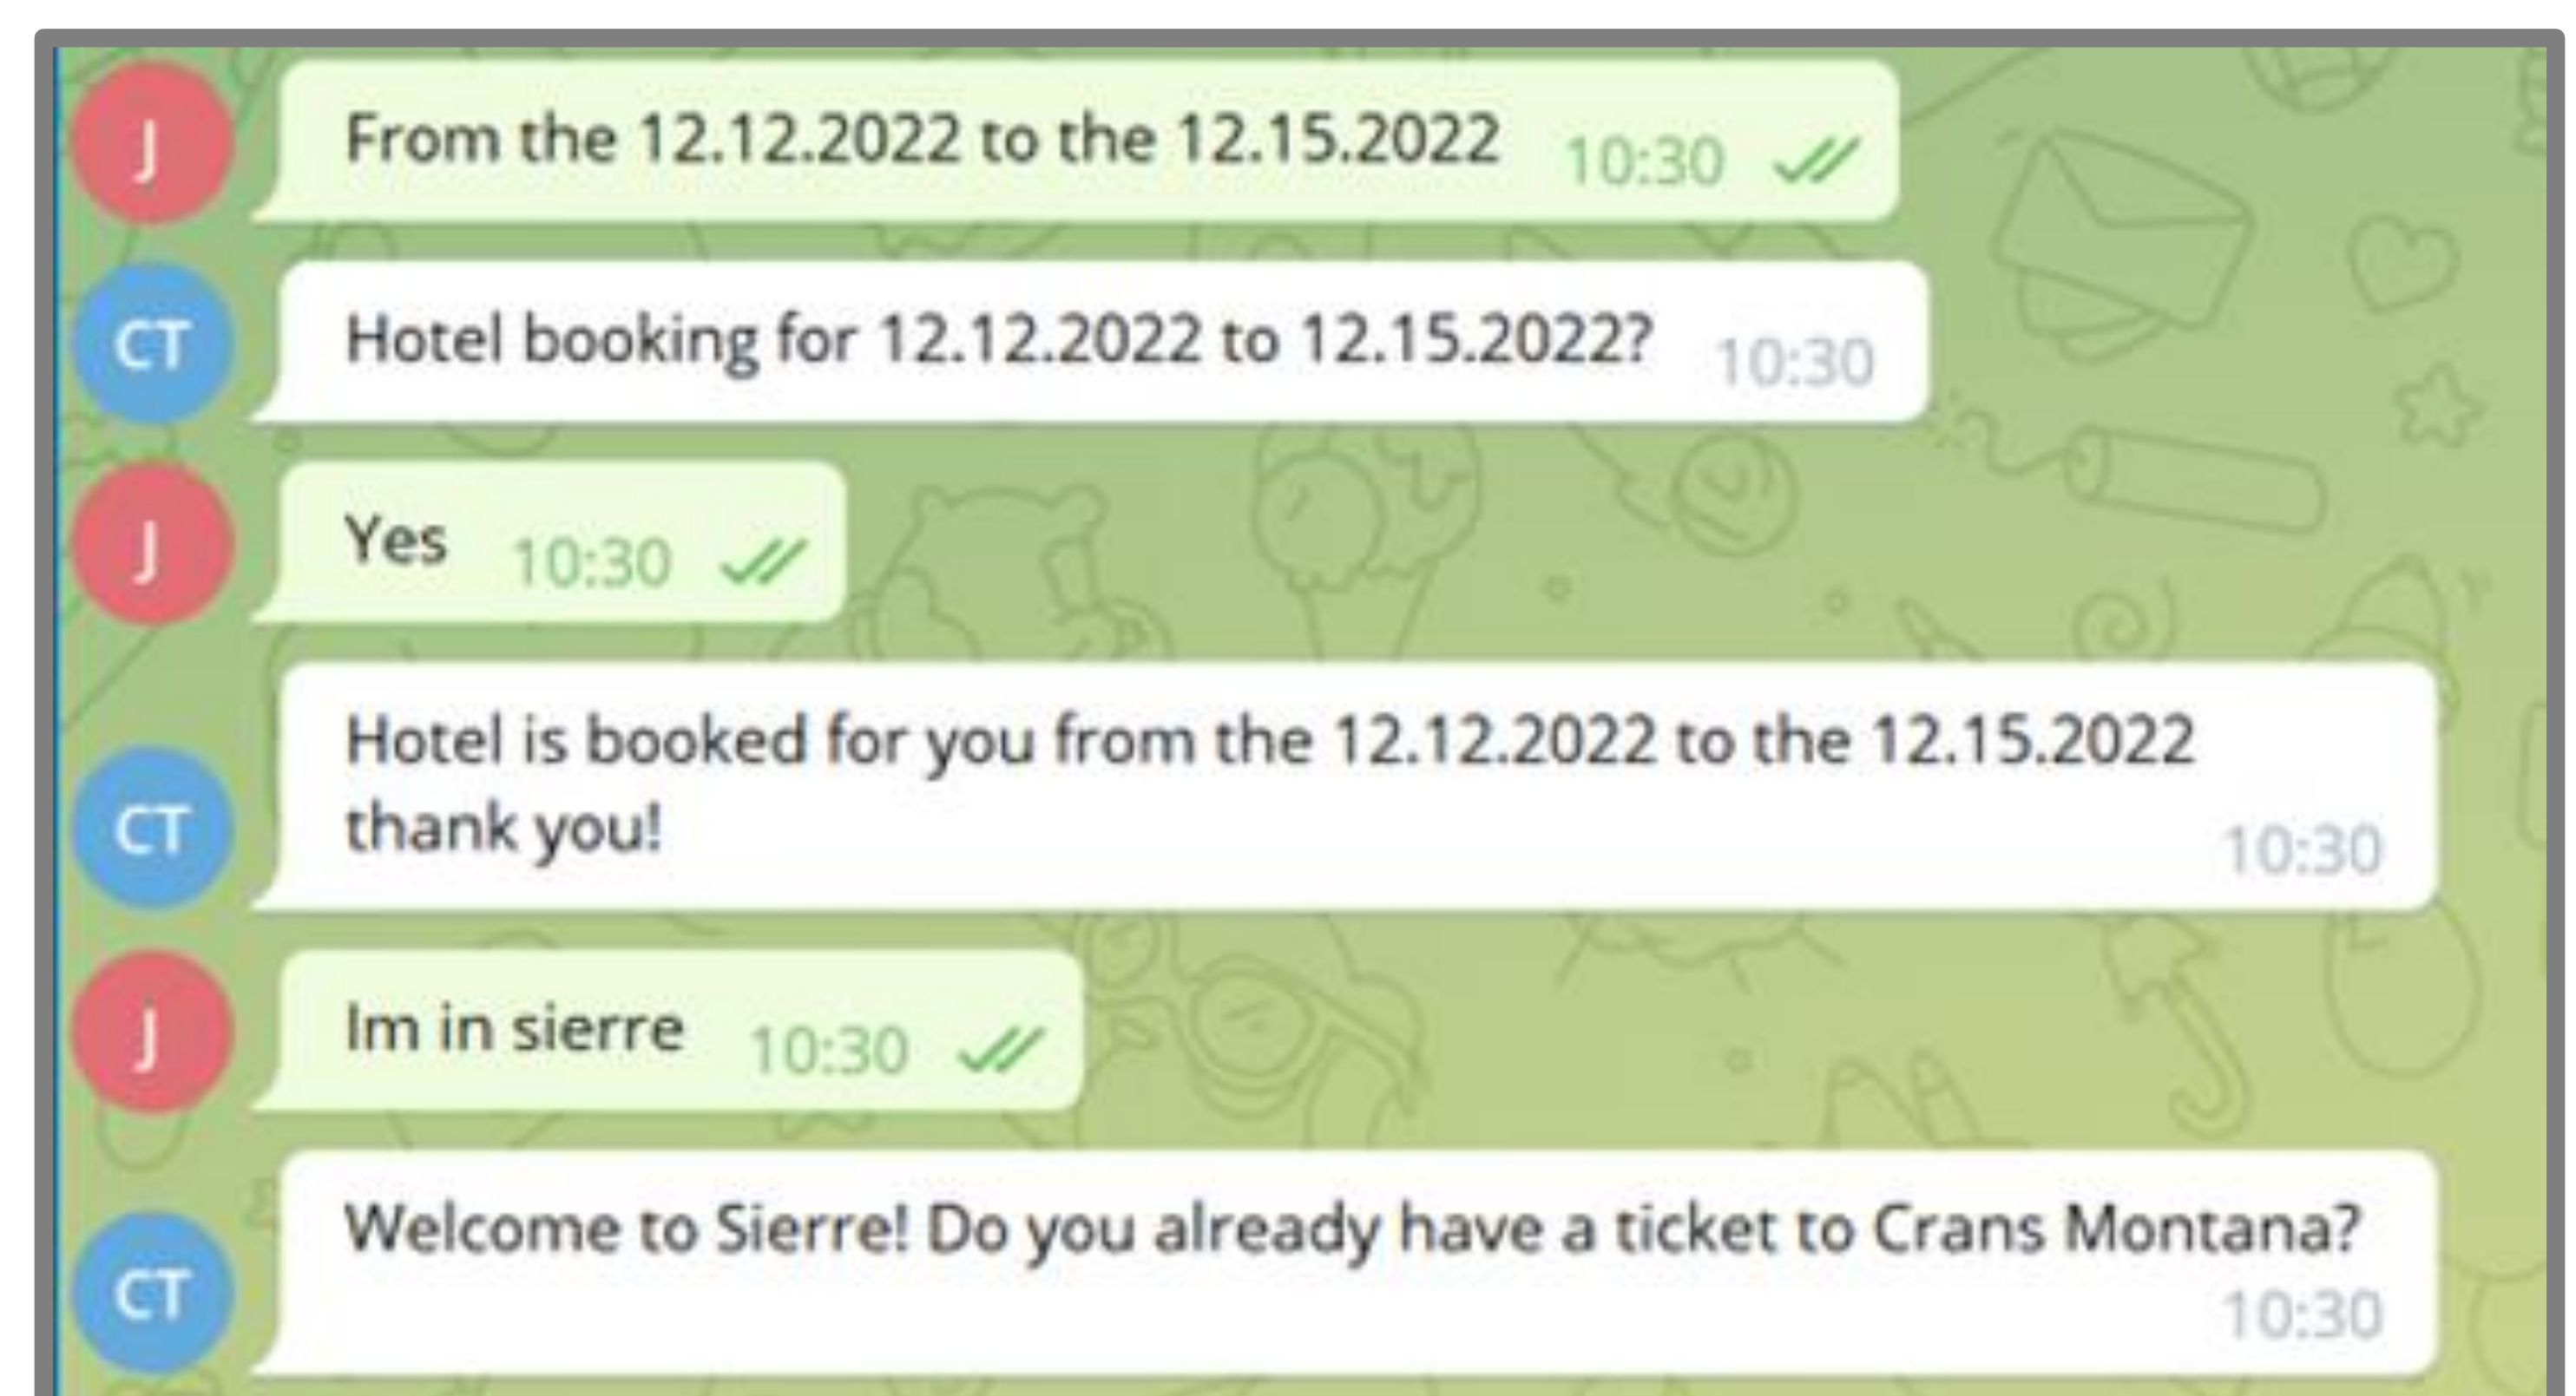 J
From the 12.12.2022 to the 12.15.2022 10:30
CT
Hotel booking for 12.12.2022 to 12.15.2022? 10:30
J
Yes 10:30
Hotel is booked for you from the 12.12.2022 to the 12.15.2022
CT
thank you! 10:30
J
Im in sierre 10:30
Welcome to Sierre! Do you already have a ticket to Crans Montana?
CT
10:30